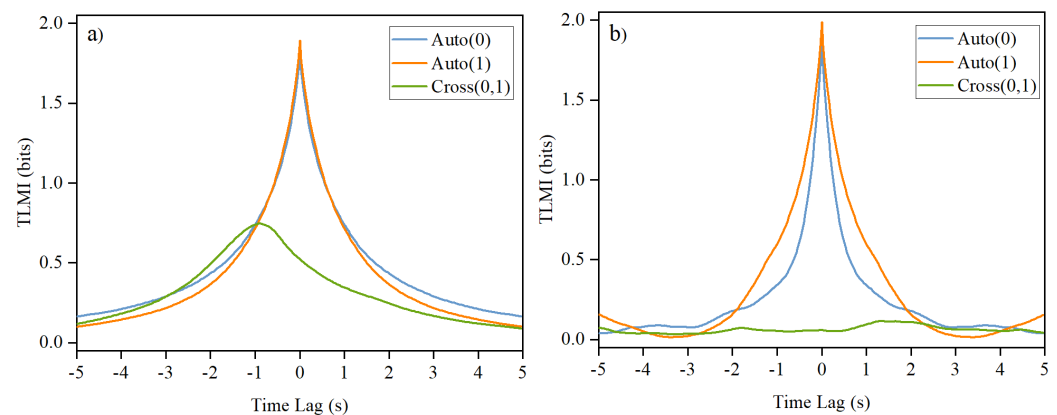 a)
Auto(0)
Auto(1)
Cross(0,1)
2.0
1.5
1.0
0.5
0.0
TLMI (bits)
-5 -4 -3 -2 -1 0 1 2 3 4 5
Time Lag (s)
b)
Auto(0)
Auto(1)
Cross(0,1)
2.0
1.5
1.0
0.5
0.0
TLMI (bits)
-5 -4 -3 -2 -1 0 1 2 3 4 5
Time Lag (s)